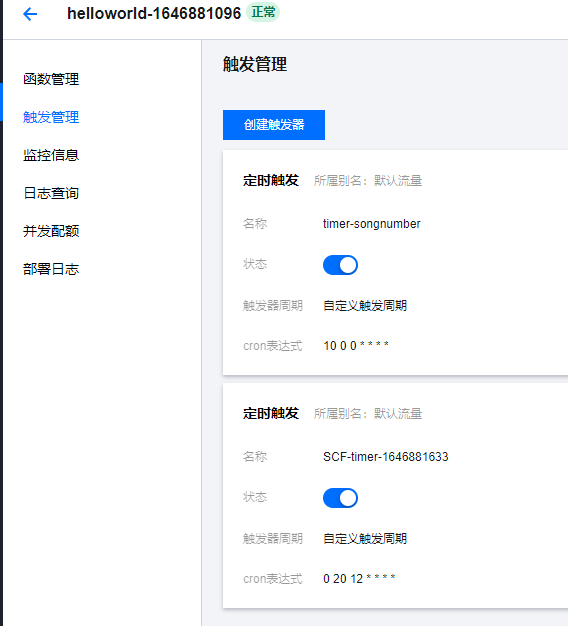 helloworld-1646881096 正常
函数管理
触发管理
监控信息
日志查询
并发配额
部署日志
触发管理
创建触发器
定时触发 所属别名：默认流量
名称 timer-songnumber
状态
触发器周期 自定义触发周期
cron表达式 10 0 0 * * * *
定时触发 所属别名：默认流量
名称 SCF-timer-1646881633
状态
触发器周期 自定义触发周期
cron表达式 0 20 12 * * * *